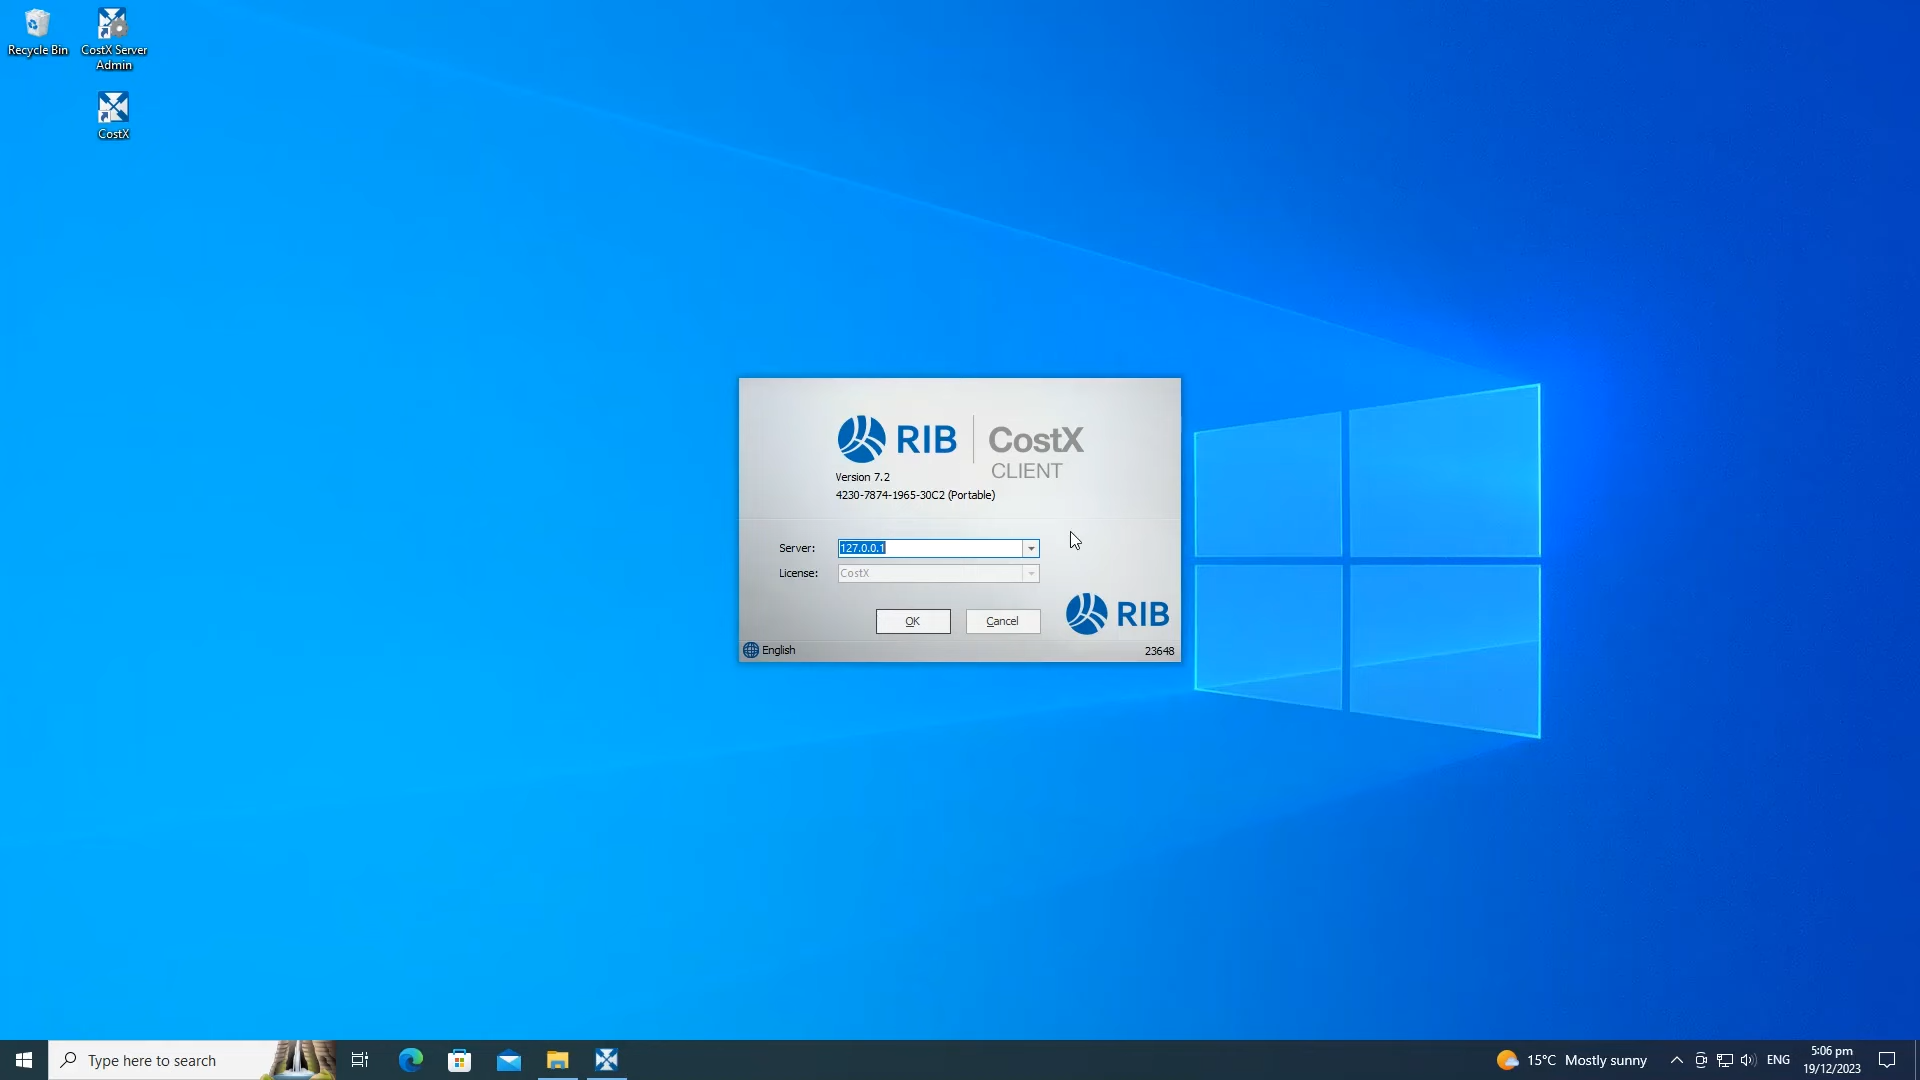 Recycle Bin
CostX Server
Admin
CostX
RIB
CostX
CLIENT
Version 7.2
4230-7874-1965-30C2 (Portable)
Server:
127.0.0.1
License:
CostX
OK
Cancel
RIB
English
23648
Type here to search
15°C Mostly sunny
ENG
5:06 pm
19/12/2023